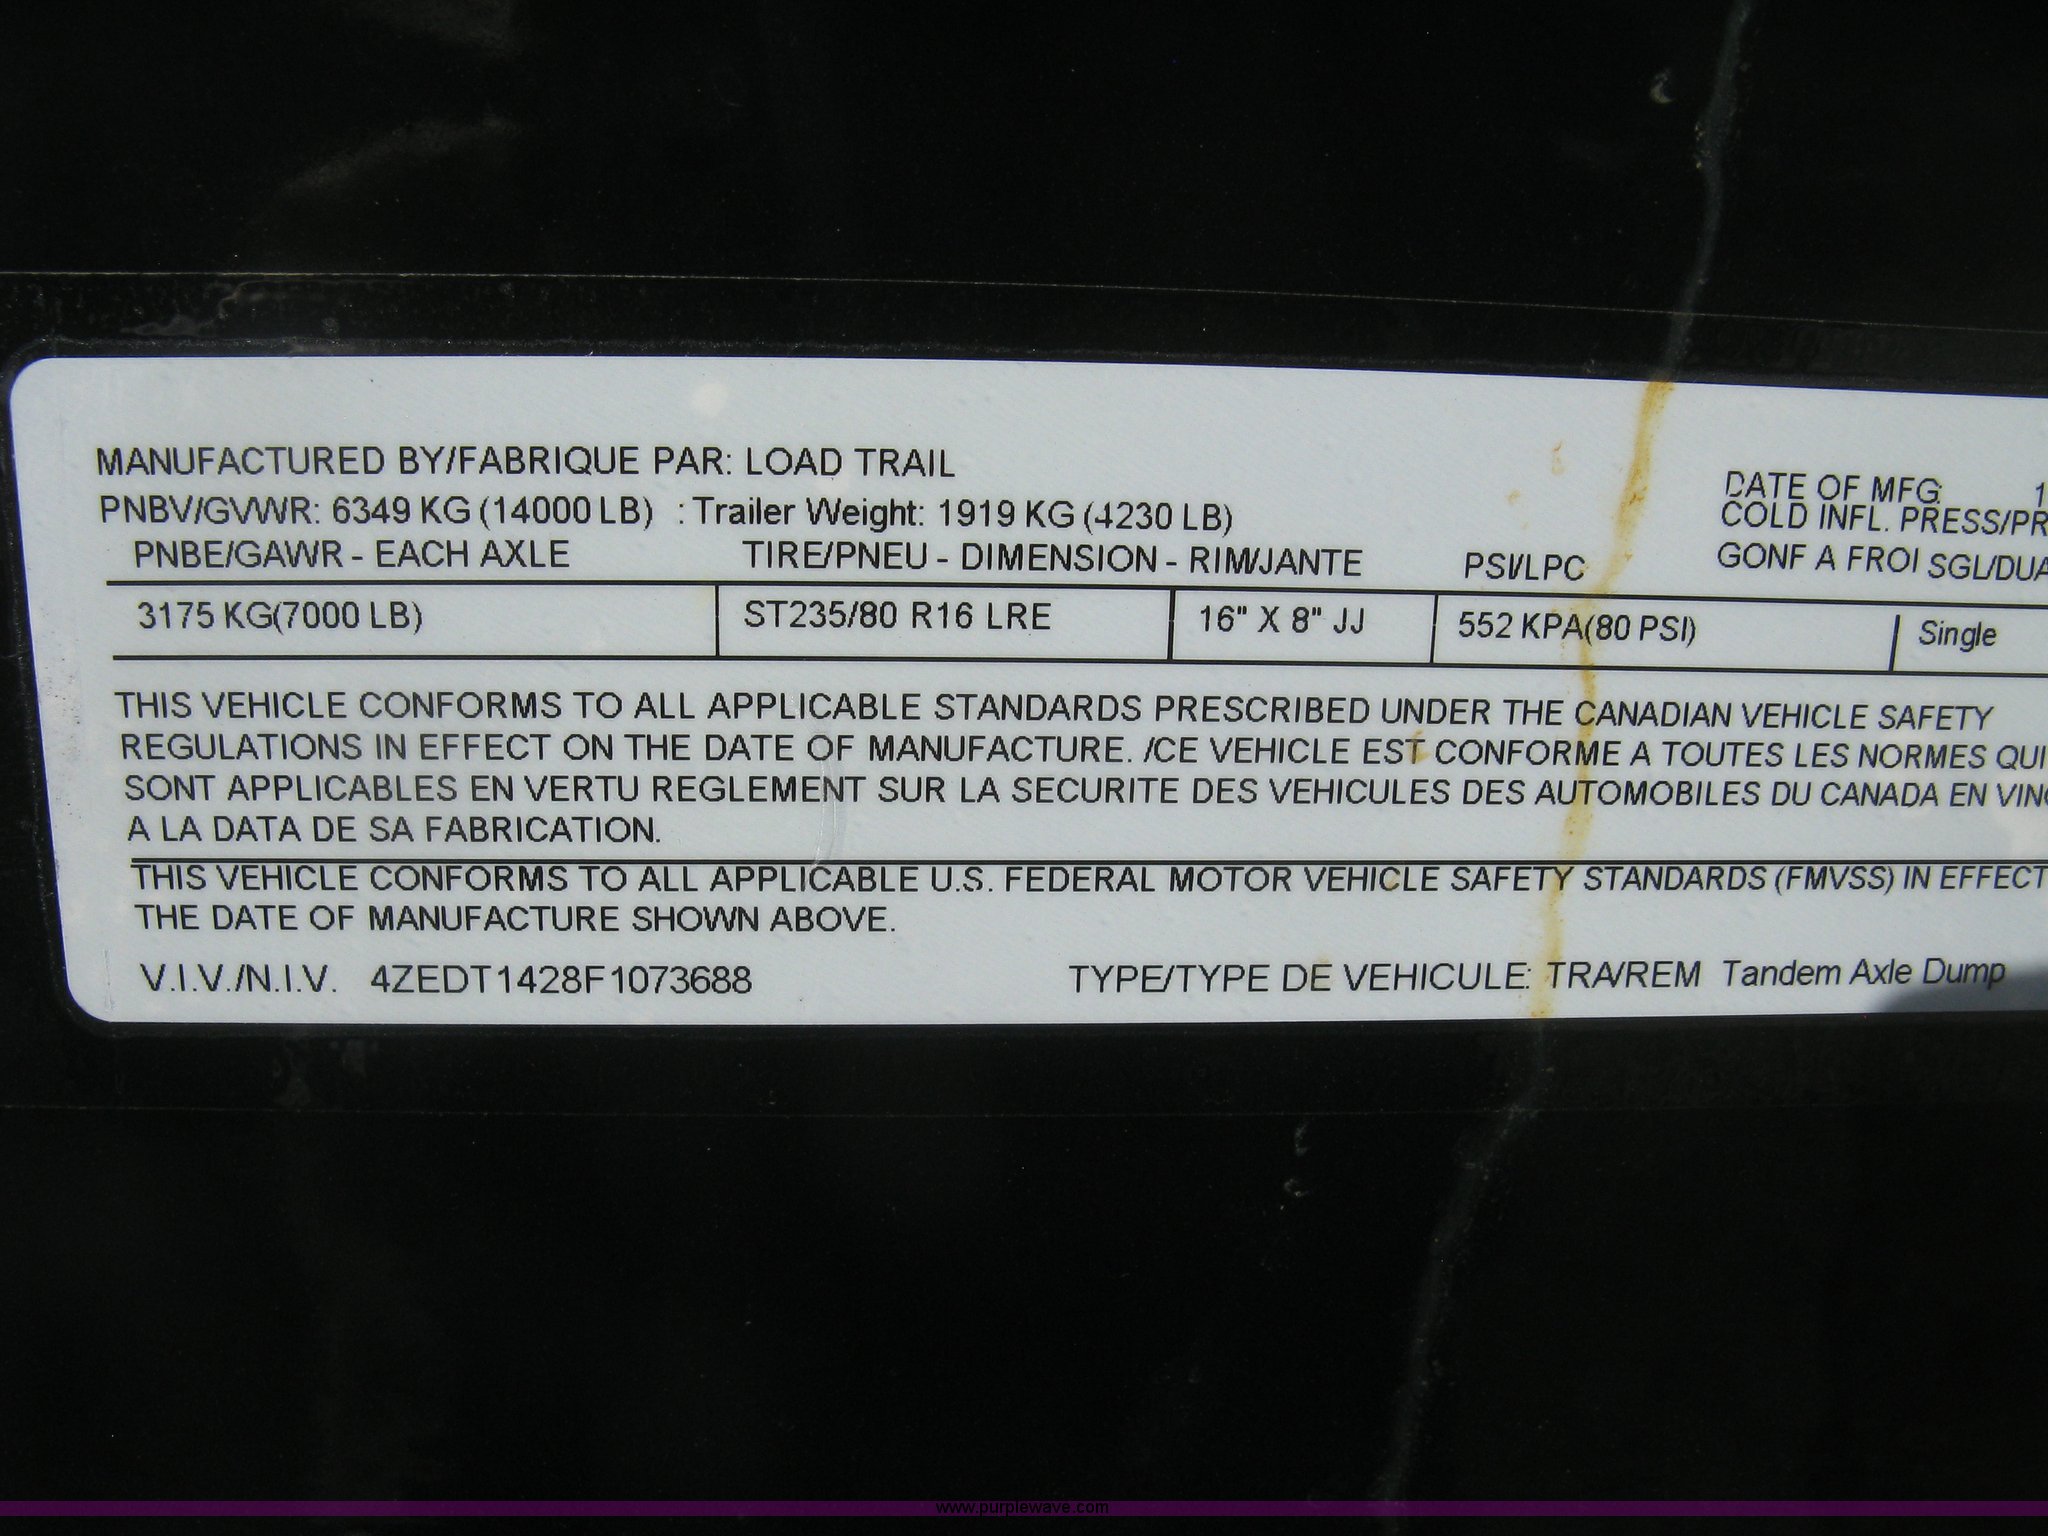 MANUFACTURED BY/FABRIQUE PAR: LOAD TRAIL
PNBV/GVWR: 6349 KG (14000 LB) : Trailer Weight: 1919 KG (4230 LB)
DATE OF MFG: 1
COLD INFL. PRESS/PR
PNBE/GAWR - EACH AXLE TIRE/PNEU - DIMENSION - RIM/JANTE PSI/LPC GONF A FROI SGL/DUA
3175 KG(7000 LB) ST235/80 R16 LRE 16" X 8" JJ 552 KPA(80 PSI) Single
THIS VEHICLE CONFORMS TO ALL APPLICABLE STANDARDS PRESCRIBED UNDER THE CANADIAN VEHICLE SAFETY
REGULATIONS IN EFFECT ON THE DATE OF MANUFACTURE. /CE VEHICLE EST CONFORME A TOUTES LES NORMES QUI
SONT APPLICABLES EN VERTU REGLEMENT SUR LA SECURITE DES VEHICULES DES AUTOMOBILES DU CANADA EN
A LA DATA DE SA FABRICATION.
THIS VEHICLE CONFORMS TO ALL APPLICABLE U.S. FEDERAL MOTOR VEHICLE SAFETY STANDARDS (FMVSS) IN EFFECT
THE DATE OF MANUFACTURE SHOWN ABOVE.
V.I.V./N.I.V. 4ZEDT1428F1073688 TYPE/TYPE DE VEHICULE: TRA/REM Tandem Axle Dump
www.purplewave.com